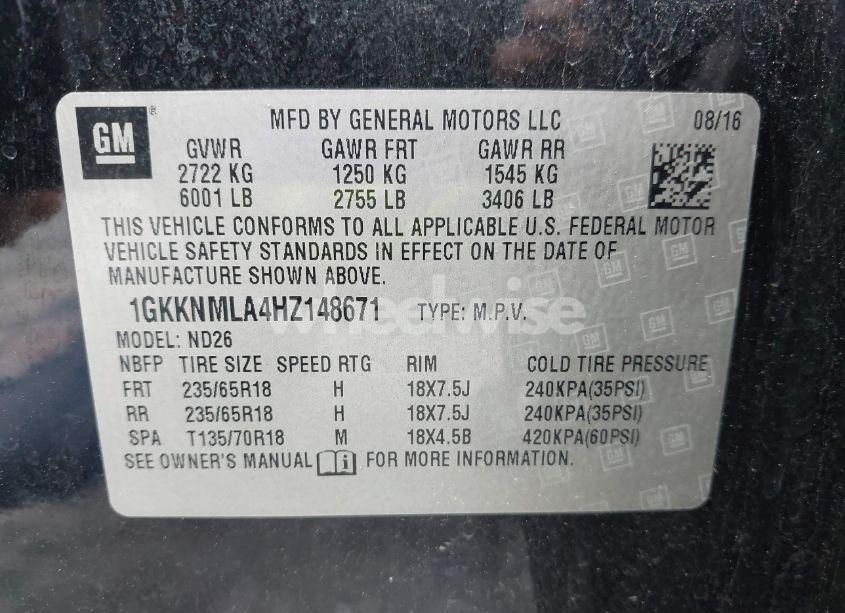 GM ® MFD BY GENERAL MOTORS LLC 08/16
GVWR GAWR FRT GAWR RR
2722 KG 1250 KG 1545 KG
6001 LB 2755 LB 3406 LB
THIS VEHICLE CONFORMS TO ALL APPLICABLE U.S. FEDERAL MOTOR
VEHICLE SAFETY STANDARDS IN EFFECT ON THE DATE OF
MANUFACTURE SHOWN ABOVE.
1GKKNMLA4HZ148671 TYPE: M.P.V.
wheelwise
MODEL: ND26
NBFP TIRE SIZE SPEED RTG RIM COLD TIRE PRESSURE
FRT 235/65R18 H 18X7.5J 240KPA(35PSI)
RR 235/65R18 H 18X7.5J 240KPA(35PSI)
SPA T135/70R18 M 18X4.5B 420KPA(60PSI)
SEE OWNER'S MANUAL i FOR MORE INFORMATION.